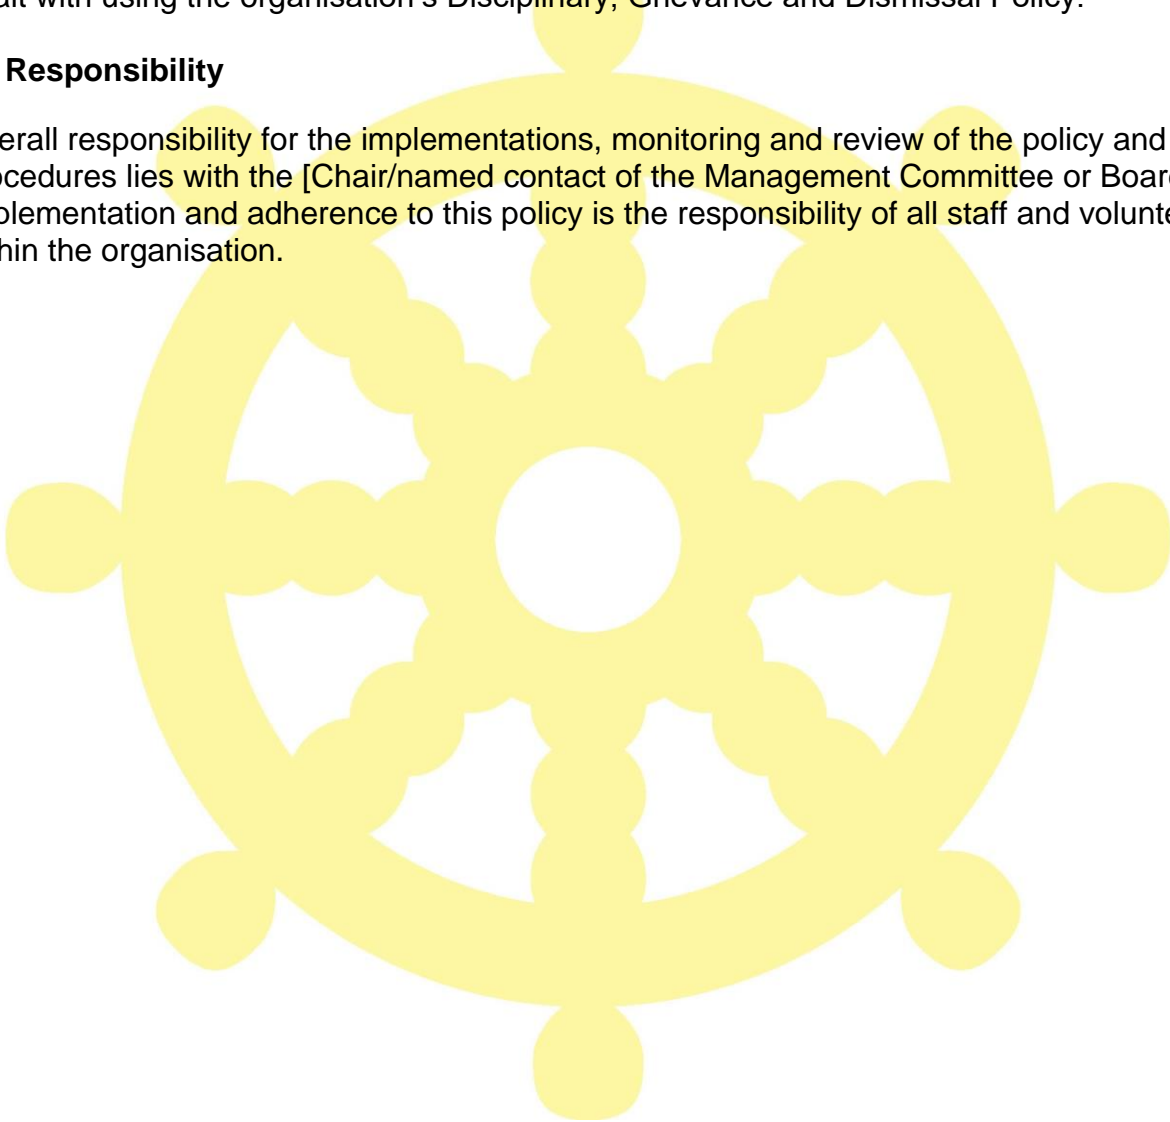 alt with using the organisation's Disciplinary, Grievance and Dismissal Policy.
Responsibility
erall responsibility for the implementations, monitoring and review of the policy and
ocedures lies with the [Chair/named contact of the Management Committee or Boar
plementation and adherence to this policy is the responsibility of all staff and volunte
hin the organisation.